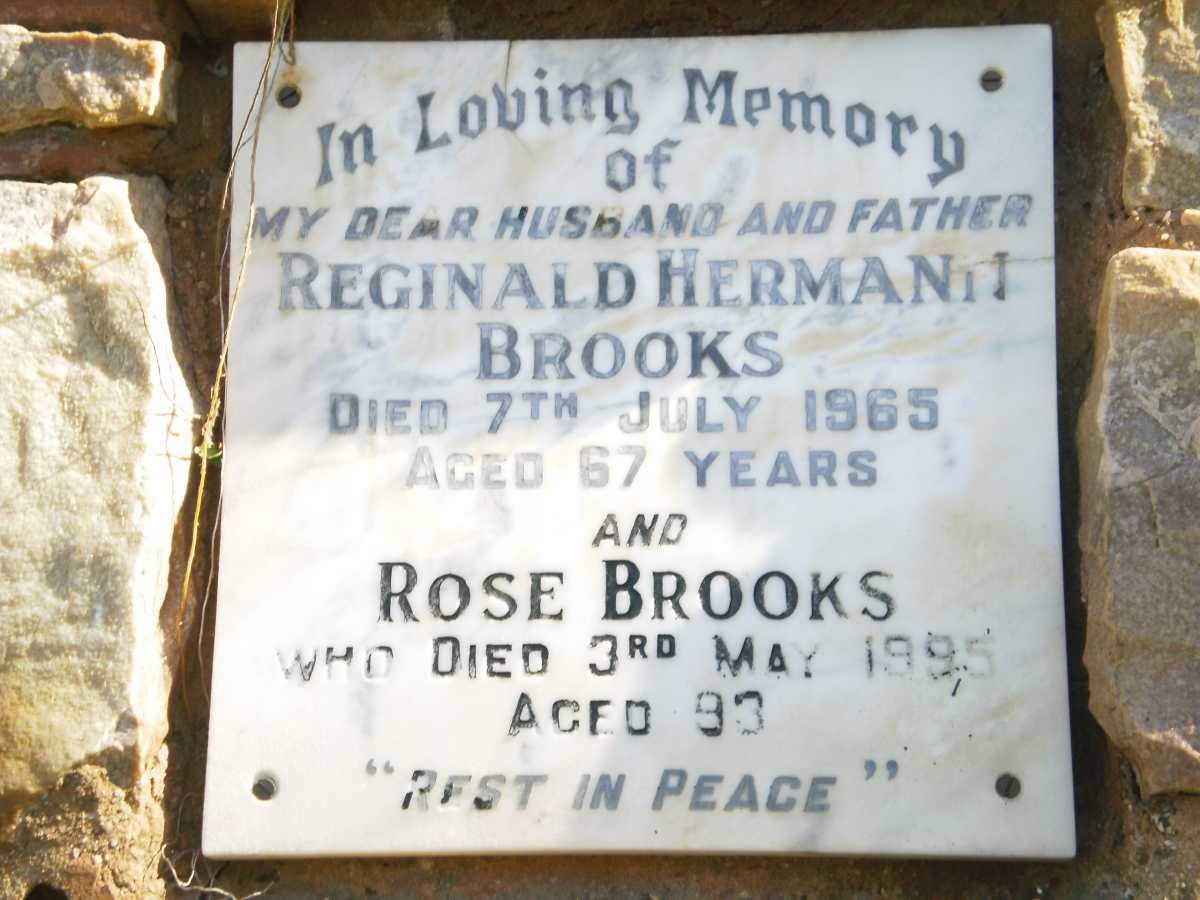 In Loving Memory
of
MY DEAR HUSBAND AND FATHER
REGINALD HERMANN
BROOKS
DIED 7TH JULY 1965
AGED 67 YEARS
AND
ROSE BROOKS
WHO DIED 3RD MAY 1995
AGED 93
"REST IN PEACE"